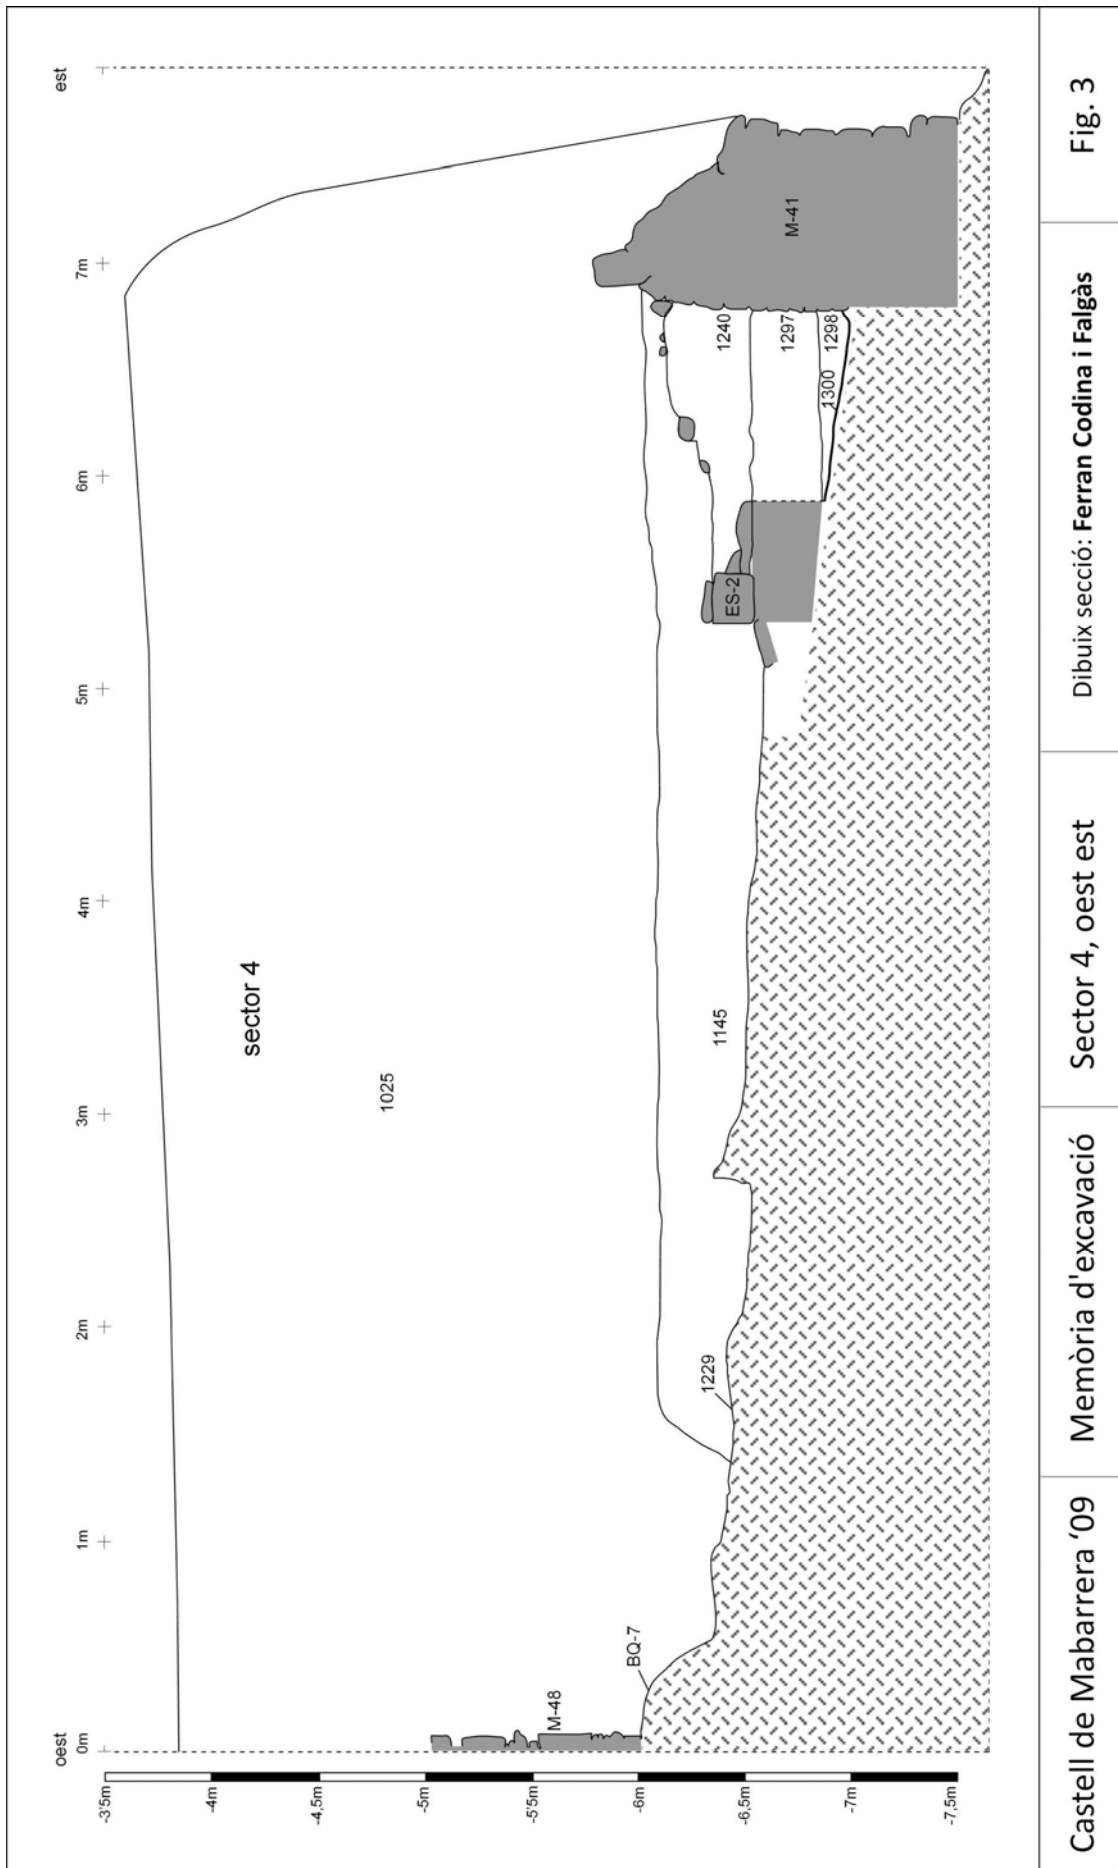 oest
est
0m
1m
2m
3m
4m
5m
6m
7m
-3'5m
-4m
-4,5m
-5m
-5'5m
-6m
-6,5m
-7m
-7,5m
sector 4
1025
M-48
BQ-7
1229
1145
ES-2
1240
1297
1298
1300
M-41
Castell de Mabarrera ‘09
Memòria d'excavació
Sector 4, oest est
Dibuix secció: Ferran Codina i Falgàs
Fig. 3